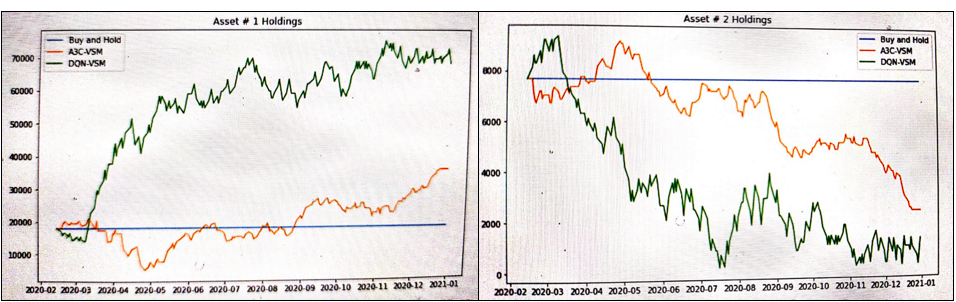 Asset # 1 Holdings
Buy and Hold
A3C-VSM
DQN-VSM
70000
60000
50000
40000
30000
20000
10000
2020-02 2020-03 2020-04 2020-05 2020-06 2020-07 2020-08 2020-09 2020-10 2020-11 2020-12 2021-01
Asset # 2 Holdings
Buy and Hold
A3C-VSM
DQN-VSM
8000
6000
4000
2000
0
2020-02 2020-03 2020-04 2020-05 2020-06 2020-07 2020-08 2020-09 2020-10 2020-11 2020-12 2021-01